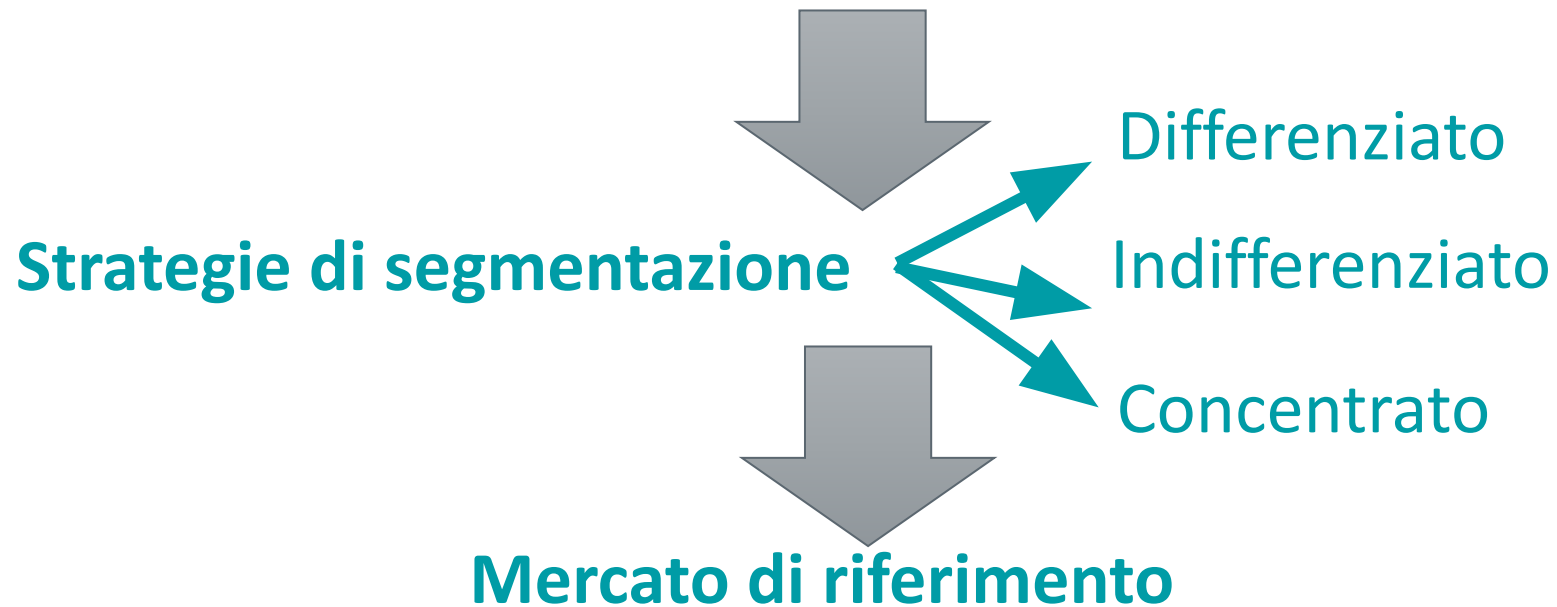 Differenziato
Strategie di segmentazione
Indifferenziato
Concentrato
Mercato di riferimento